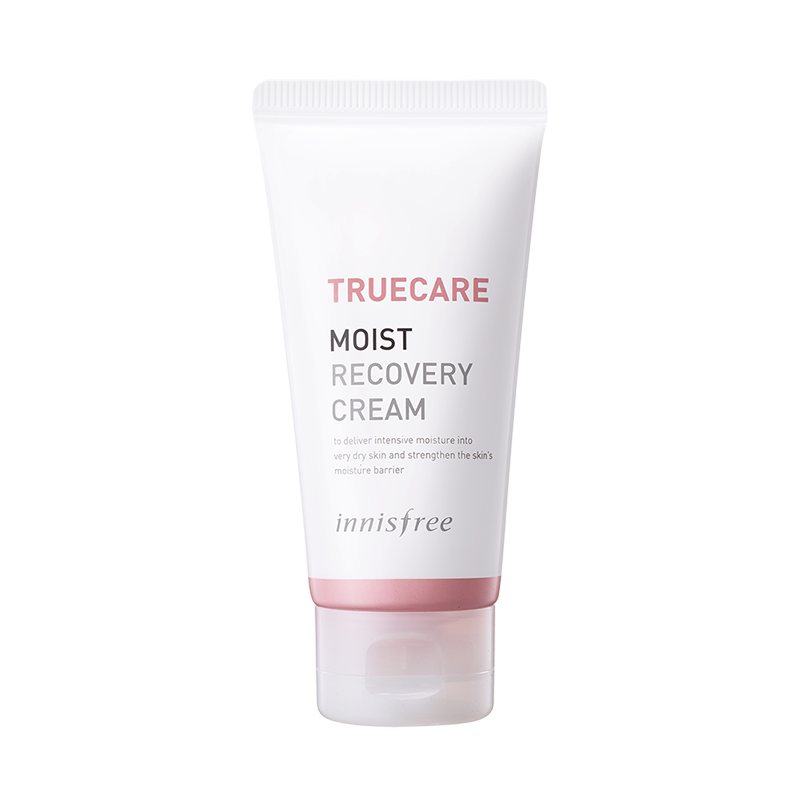 TRUECARE
MOIST
RECOVERY
CREAM
to deliver intensive moisture into
very dry skin and strengthen the skin's
moisture barrier
innisfree